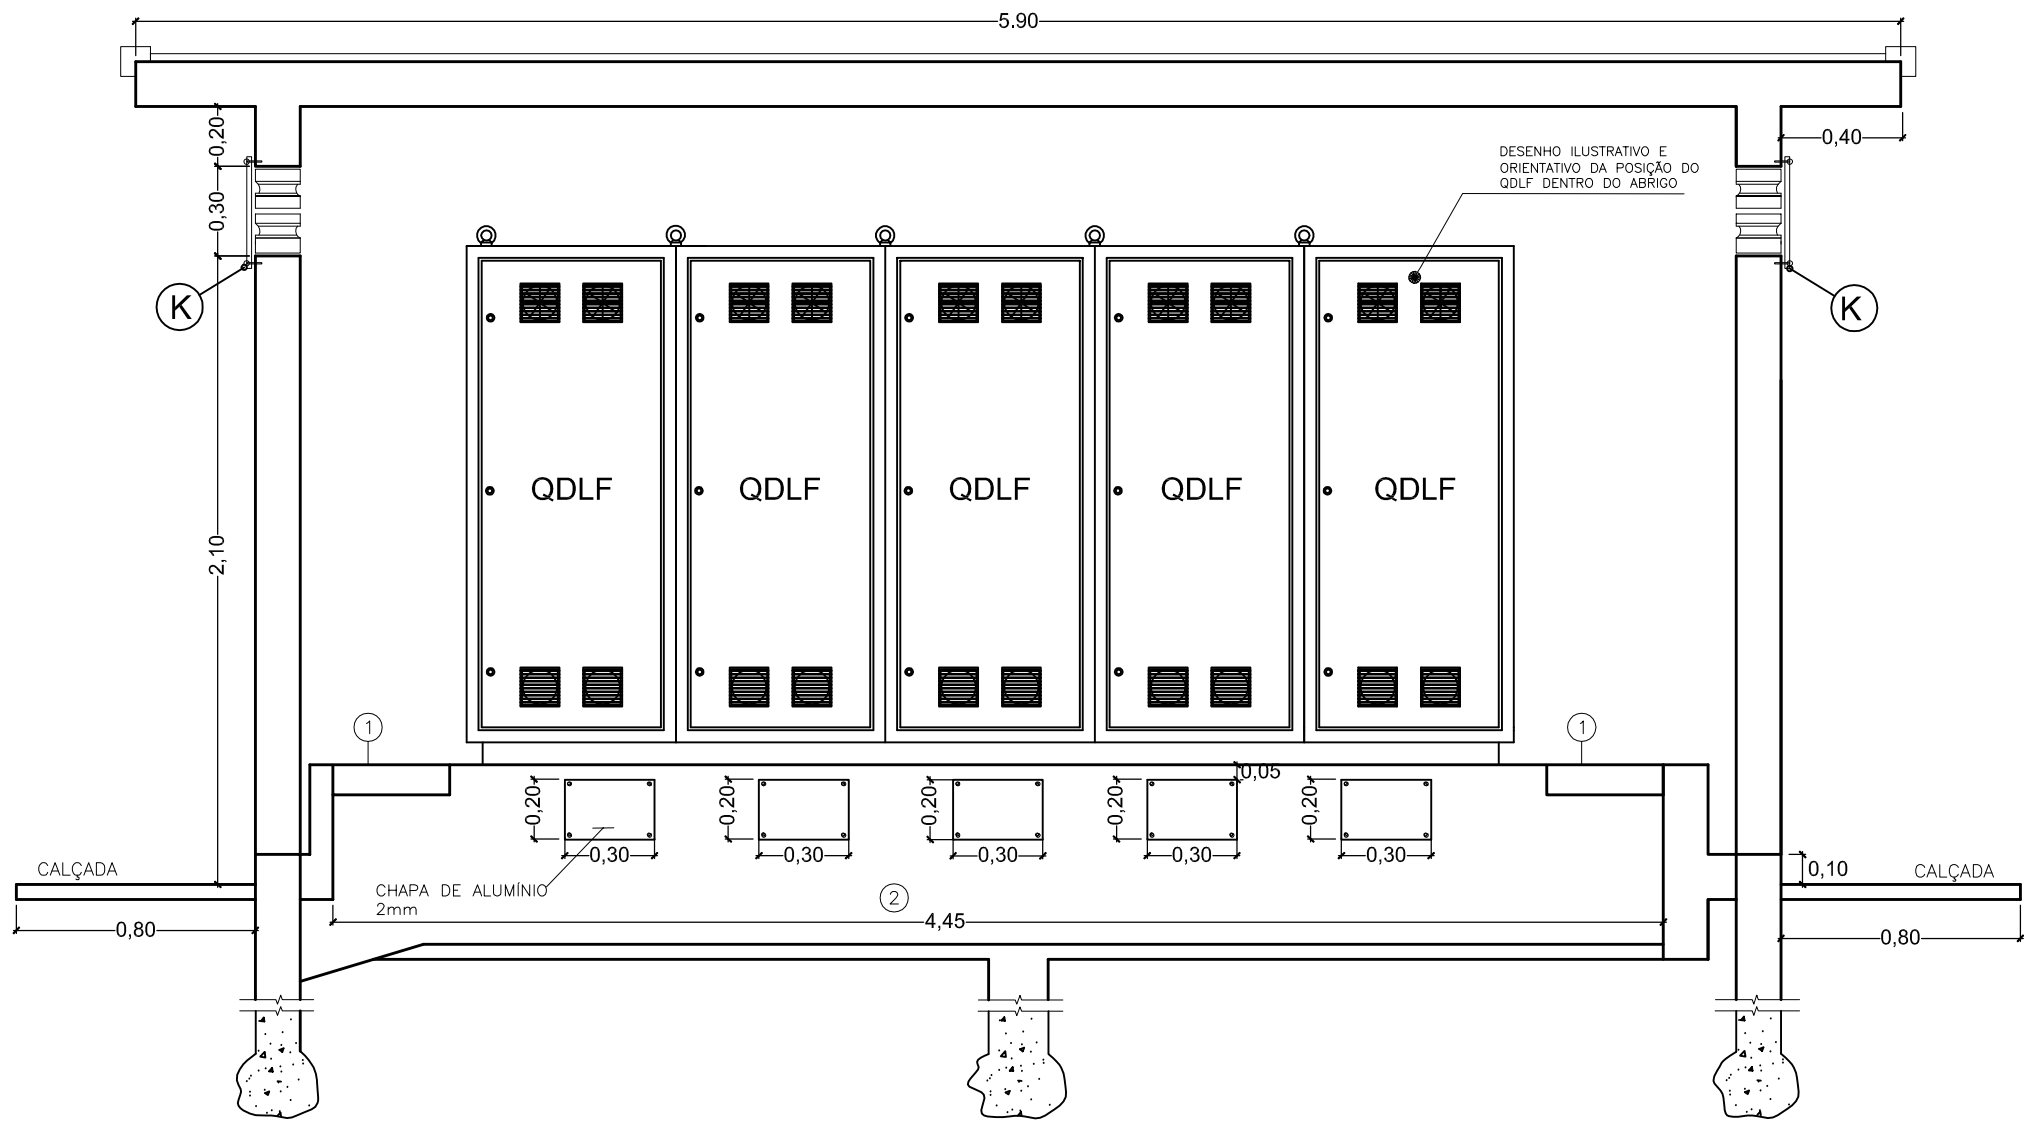 5.90
0,20
0,40
DESENHO ILUSTRATIVO E
ORIENTATIVO DA POSIÇÃO DO
QDLF DENTRO DO ABRIGO
0,30
K
K
QDLF
QDLF
QDLF
QDLF
QDLF
2,10
1
1
0,05
0,20
0,20
0,20
0,20
0,20
0,30
0,30
0,30
0,30
0,30
CALÇADA
0,10
CALÇADA
CHAPA DE ALUMÍNIO
2mm
2
4,45
0,80
0,80